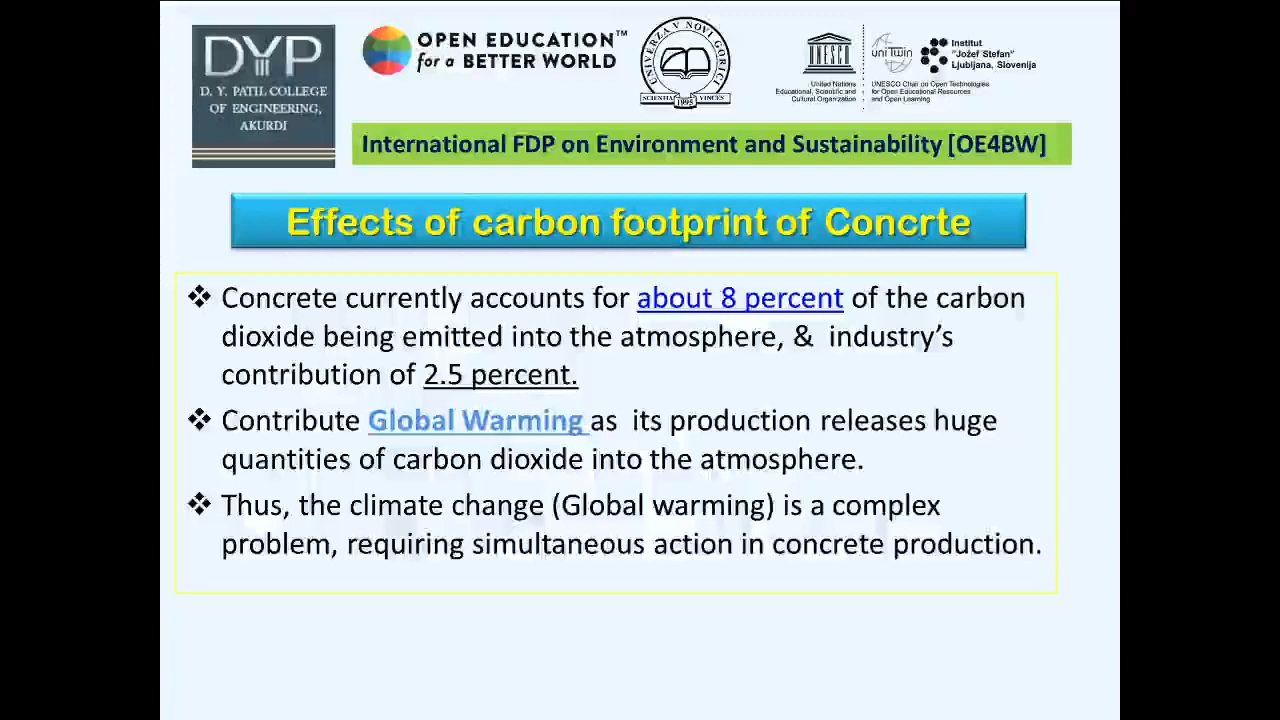 DYP
D. Y. PATIL COLLEGE
OF ENGINEERING,
AKURDI
OPEN EDUCATION™
for a BETTER WORLD
UNIVERZA V NOVI GORICI
SCIENTIA VINCES
1995
UNESCO
United Nations
Educational, Scientific and
Cultural Organization
uniTwin
Institut
"Jožef Stefan"
Ljubljana, Slovenija
UNESCO Chair on Open Technologies
for Open Educational Resources
and Open Learning
International FDP on Environment and Sustainability [OE4BW]
Effects of carbon footprint of Concrte
❖ Concrete currently accounts for about 8 percent of the carbon
dioxide being emitted into the atmosphere, & industry's
contribution of 2.5 percent.
❖ Contribute Global Warming as its production releases huge
quantities of carbon dioxide into the atmosphere.
❖ Thus, the climate change (Global warming) is a complex
problem, requiring simultaneous action in concrete production.